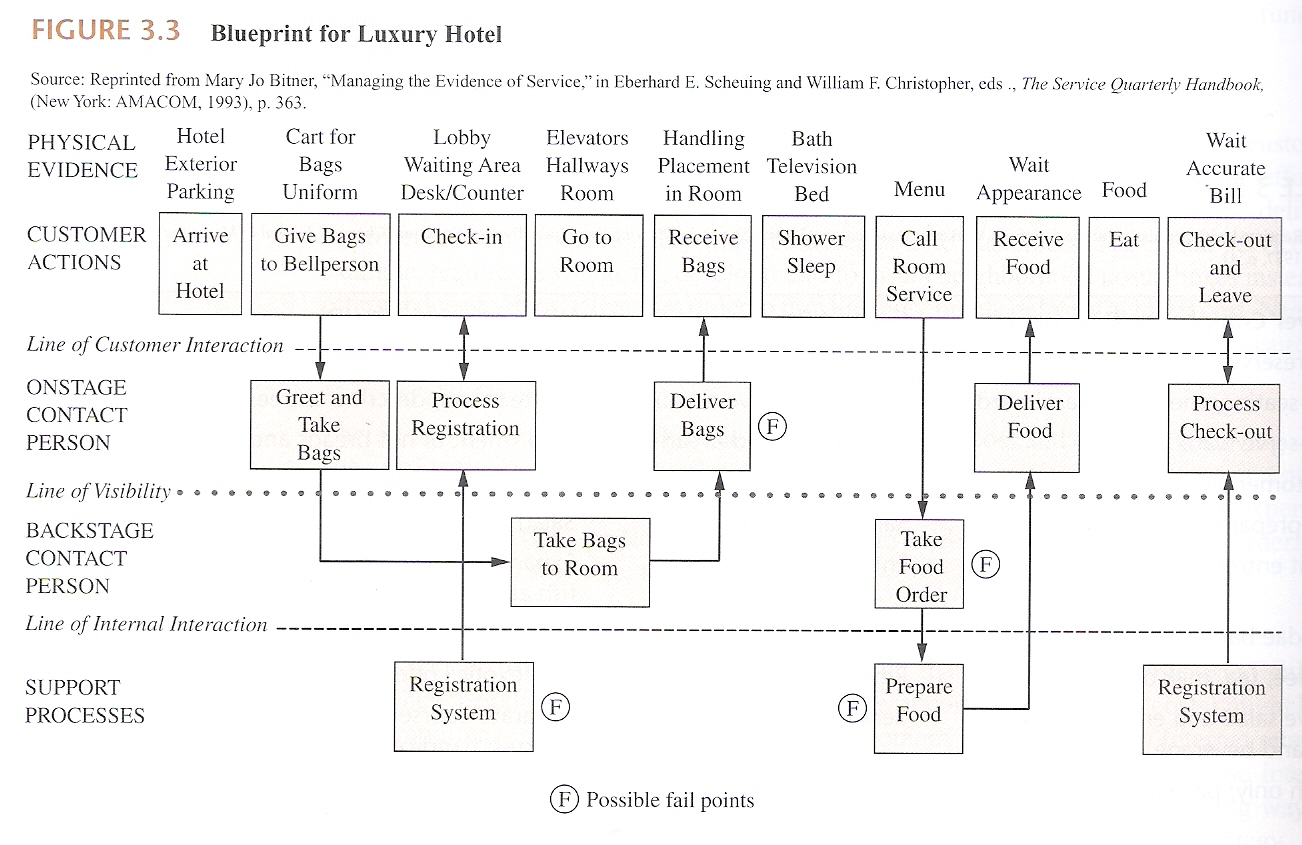 FIGURE 3.3 Blueprint for Luxury Hotel
Source: Reprinted from Mary Jo Bitner, “Managing the Evidence of Service,” in Eberhard E. Scheuing and William F. Christopher, eds ., The Service Quarterly Handbook,
(New York: AMACOM, 1993), p. 363.
PHYSICAL
EVIDENCE
Hotel
Exterior
Parking
Cart for
Bags
Uniform
Lobby
Waiting Area
Desk/Counter
Elevators
Hallways
Room
Handling
Placement
in Room
Bath
Television
Bed
Menu
Wait
Appearance
Food
Wait
Accurate
Bill
CUSTOMER
ACTIONS
Arrive
at
Hotel
Give Bags
to Bellperson
Check-in
Go to
Room
Receive
Bags
Shower
Sleep
Call
Room
Service
Receive
Food
Eat
Check-out
and
Leave
Line of Customer Interaction
ONSTAGE
CONTACT
PERSON
Greet and
Take
Bags
Process
Registration
Deliver
Bags
F
Deliver
Food
Process
Check-out
Line of Visibility
BACKSTAGE
CONTACT
PERSON
Take Bags
to Room
Take
Food
Order
F
Line of Internal Interaction
SUPPORT
PROCESSES
Registration
System
F
F
Prepare
Food
Registration
System
F Possible fail points